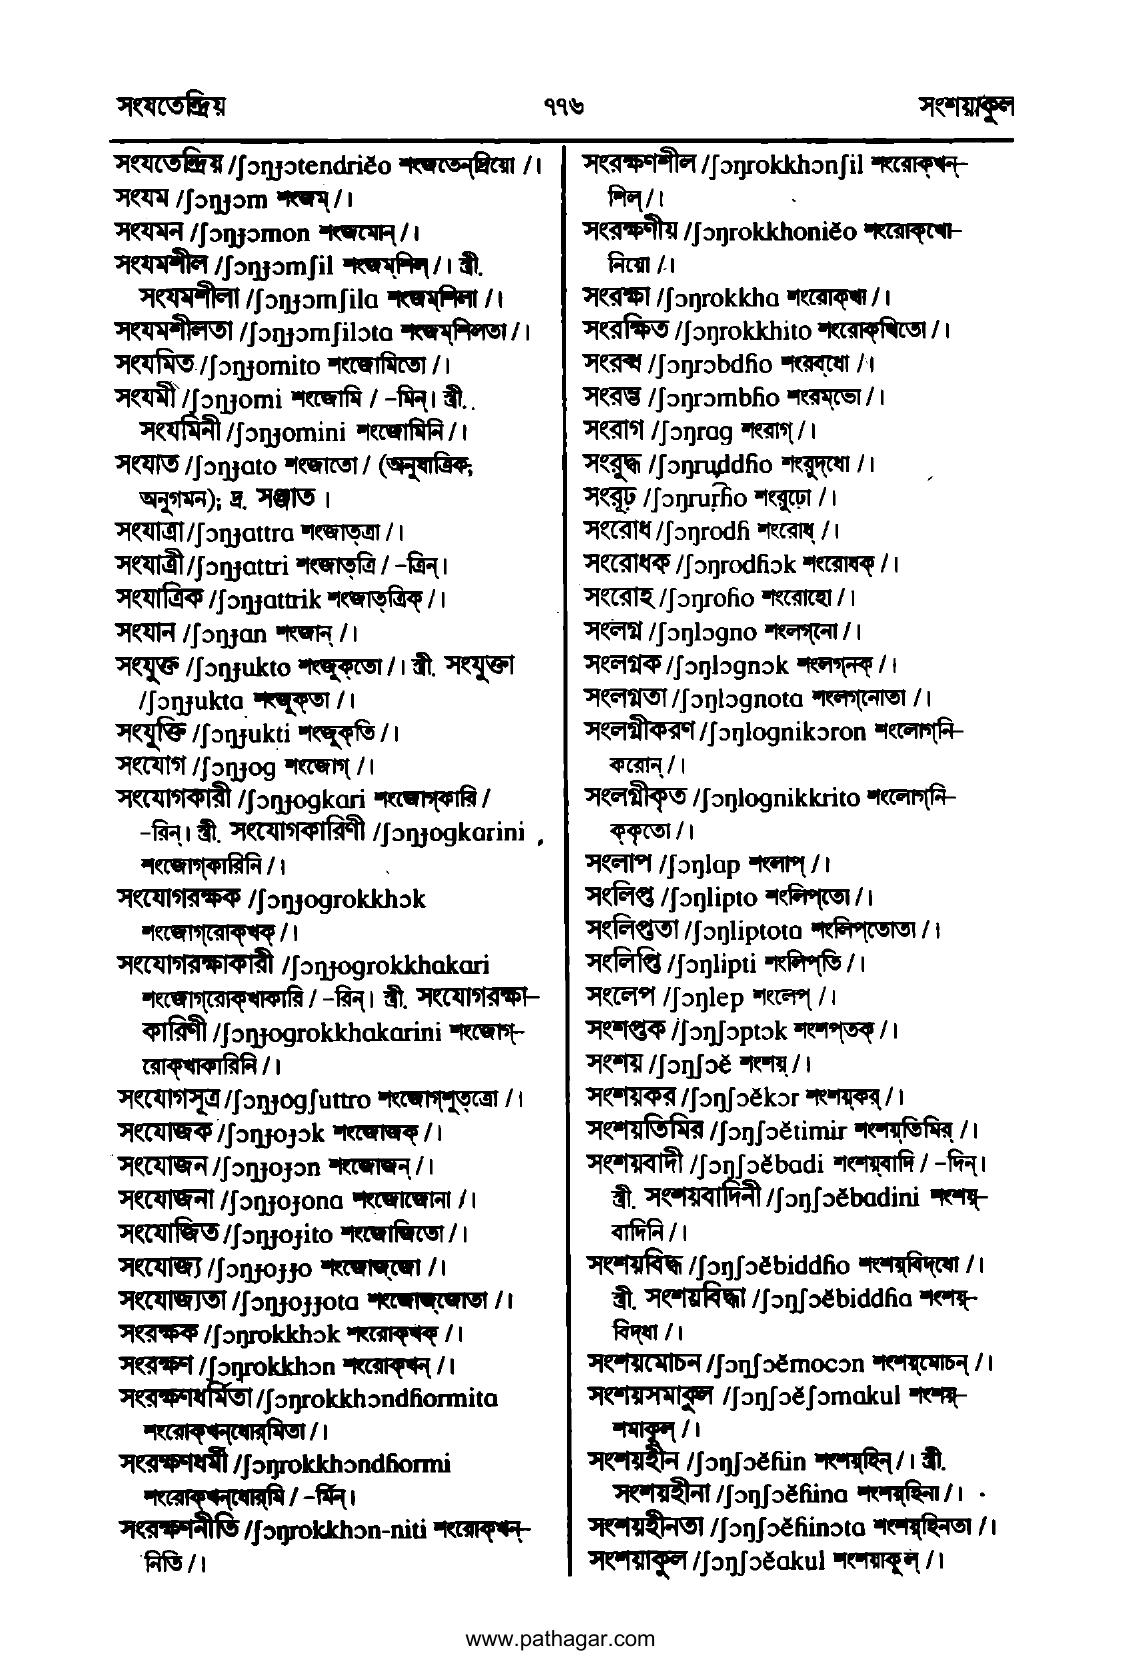 সংযতেন্দ্রিয়
৭৭৬
সংশয়াকুল
সংযতেন্দ্রিয় /ʃɔŋɟɔtendriĕo শংজতেন্‌দ্রিয়ো /।
সংযম /ʃɔŋɟɔm শংজম্ /।
সংযমন /ʃɔŋɟɔmon শংজমোন্ /।
সংযমশীল /ʃɔŋɟɔmʃil শংজম্‌শিল্ /। স্ত্রী.
সংযমশীলা /ʃɔŋɟɔmʃila শংজম্‌শিলা /।
সংযমশীলতা /ʃɔŋɟɔmʃilɔta শংজম্‌শিলতা /।
সংযমিত /ʃɔŋɟomito শংজোমিতো /।
সংযমী /ʃɔŋɟomi শংজোমি / -মিন্। স্ত্রী.
সংযমিনী /ʃɔŋɟomini শংজোমিনি /।
সংযাত /ʃɔŋɟato শংজাতো / (অনুযাত্রিক;
অনুগমন); দ্র. সঞ্জাত ।
সংযাত্রা /ʃɔŋɟattra শংজাত্‌ত্রা /।
সংযাত্রী /ʃɔŋɟattri শংজাত্‌ত্রি / -ত্রিন্।
সংযাত্রিক /ʃɔŋɟattrik শংজাত্‌ত্রিক্ /।
সংযান /ʃɔŋɟan শংজান্ /।
সংযুক্ত /ʃɔŋɟukto শংজুক্‌তো /। স্ত্রী. সংযুক্তা
/ʃɔŋɟukta শংজুক্‌তা /।
সংযুক্তি /ʃɔŋɟukti শংজুক্‌তি /।
সংযোগ /ʃɔŋɟog শংজোগ্ /।
সংযোগকারী /ʃɔŋɟogkari শংজোগ্‌কারি /
-রিন্। স্ত্রী. সংযোগকারিণী /ʃɔŋɟogkarini
শংজোগ্‌কারিনি /।
সংযোগরক্ষক /ʃɔŋɟogrokkhɔk
শংজোগ্‌রোক্‌খক্ /।
সংযোগরক্ষাকারী /ʃɔŋɟogrokkhakari
শংজোগ্‌রোক্‌খাকারি / -রিন্। স্ত্রী. সংযোগরক্ষা–
কারিণী /ʃɔŋɟogrokkhakarini শংজোগ্–
রোক্‌খাকারিনি /।
সংযোগসূত্র /ʃɔŋɟogʃuttro শংজোগ্‌শুত্‌ত্রো /।
সংযোজক /ʃɔŋɟoɟɔk শংজোজক্ /।
সংযোজন /ʃɔŋɟoɟɔn শংজোজন্ /।
সংযোজনা /ʃɔŋɟoɟona শংজোজোনা /।
সংযোজিত /ʃɔŋɟoɟito শংজোজিতো /।
সংযোজ্য /ʃɔŋɟoɟɟo শংজোজ্‌জো /।
সংযোজ্যতা /ʃɔŋɟoɟɟota শংজোজ্‌জোতা /।
সংরক্ষক /ʃɔŋrokkhɔk শংরোক্‌খক্ /।
সংরক্ষণ /ʃɔŋrokkhɔn শংরোক্‌খন্ /।
সংরক্ষণধর্মিতা /ʃɔŋrokkhɔndɦormita
শংরোক্‌খন্‌ধোর্‌মিতা /।
সংরক্ষণধর্মী /ʃɔŋrokkhɔndɦormi
শংরোক্‌খন্‌ধোর্‌মি / -র্মিন্।
সংরক্ষণনীতি /ʃɔŋrokkhɔn-niti শংরোক্‌খন্–
নিতি /।
সংরক্ষণশীল /ʃɔŋrokkhɔnʃil শংরোক্‌খন্–
শিল্ /।
সংরক্ষণীয় /ʃɔŋrokkhoniĕo শংরোক্‌খো–
নিয়ো /।
সংরক্ষা /ʃɔŋrokkha শংরোক্‌খা /।
সংরক্ষিত /ʃɔŋrokkhito শংরোক্‌খিতো /।
সংরব্ধ /ʃɔŋrɔbdɦo শংরব্‌ধো /।
সংরম্ভ /ʃɔŋrɔmbɦo শংরম্‌ভো /।
সংরাগ /ʃɔŋrag শংরাগ্ /।
সংরুদ্ধ /ʃɔŋruddɦo শংরুদ্‌ধো /।
সংরূঢ় /ʃɔŋruɽɦo শংরুঢ়ো /।
সংরোধ /ʃɔŋrodɦ শংরোধ্ /।
সংরোধক /ʃɔŋrodɦɔk শংরোধক্ /।
সংরোহ /ʃɔŋroɦo শংরোহো /।
সংলগ্ন /ʃɔŋlɔgno শংলগ্‌নো /।
সংলগ্নক /ʃɔŋlɔgnɔk শংলগ্‌নক্ /।
সংলগ্নতা /ʃɔŋlɔgnota শংলগ্‌নোতা /।
সংলগ্নীকরণ /ʃɔŋlognikɔron শংলোগ্‌নি–
করোন্ /।
সংলগ্নীকৃত /ʃɔŋlognikkrito শংলোগ্‌নি–
ক্‌কৃতো /।
সংলাপ /ʃɔŋlap শংলাপ্ /।
সংলিপ্ত /ʃɔŋlipto শংলিপ্‌তো /।
সংলিপ্ততা /ʃɔŋliptota শংলিপ্‌তোতা /।
সংলিপ্তি /ʃɔŋlipti শংলিপ্‌তি /।
সংলেপ /ʃɔŋlep শংলেপ্ /।
সংশপ্তক /ʃɔŋʃɔptɔk শংশপ্‌তক্ /।
সংশয় /ʃɔŋʃɔĕ শংশয়্ /।
সংশয়কর /ʃɔŋʃɔĕkɔr শংশয়্‌কর্ /।
সংশয়তিমির /ʃɔŋʃɔĕtimir শংশয়্‌তিমির্ /।
সংশয়বাদী /ʃɔŋʃɔĕbadi শংশয়্‌বাদি / -দিন্।
স্ত্রী. সংশয়বাদিনী /ʃɔŋʃɔĕbadini শংশয়্–
বাদিনি /।
সংশয়বিদ্ধ /ʃɔŋʃɔĕbiddɦo শংশয়্‌বিদ্‌ধো /।
স্ত্রী. সংশয়বিদ্ধা /ʃɔŋʃɔĕbiddɦa শংশয়্–
বিদ্‌ধা /।
সংশয়মোচন /ʃɔŋʃɔĕmocɔn শংশয়্‌মোচন্ /।
সংশয়সমাকুল /ʃɔŋʃɔĕʃɔmakul শংশয়্–
শমাকুল্ /।
সংশয়হীন /ʃɔŋʃɔĕɦin শংশয়্‌হিন্ /। স্ত্রী.
সংশয়হীনা /ʃɔŋʃɔĕɦina শংশয়্‌হিনা /।
সংশয়হীনতা /ʃɔŋʃɔĕɦinɔta শংশয়্‌হিনতা /।
সংশয়াকুল /ʃɔŋʃɔĕakul শংশয়াকুল্ /।
www.pathagar.com